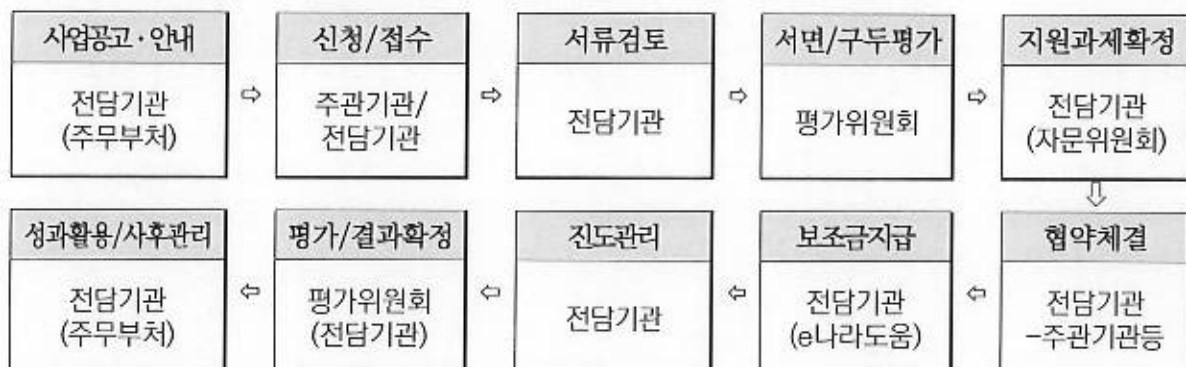 사업공고·안내
전담기관
(주무부처)
⇨
신청/접수
주관기관/
전담기관
⇨
서류검토
전담기관
⇨
서면/구두평가
평가위원회
⇨
지원과제확정
전담기관
(자문위원회)
⇩
협약체결
전담기관
-주관기관등
⇦
보조금지급
전담기관
(e나라도움)
⇦
진도관리
전담기관
⇦
평가/결과확정
평가위원회
(전담기관)
⇦
성과활용/사후관리
전담기관
(주무부처)